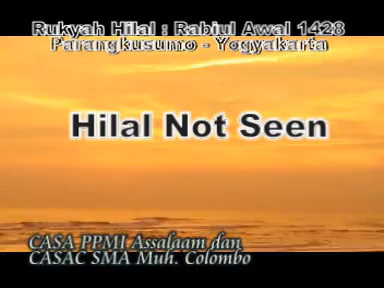 Rukyah Hilal : Rabiul Awal 1428
Parangkusumo - Yogyakarta
Hilal Not Seen
CASA PPMI Assalaam dan
CASAC SMA Muh. Colombo